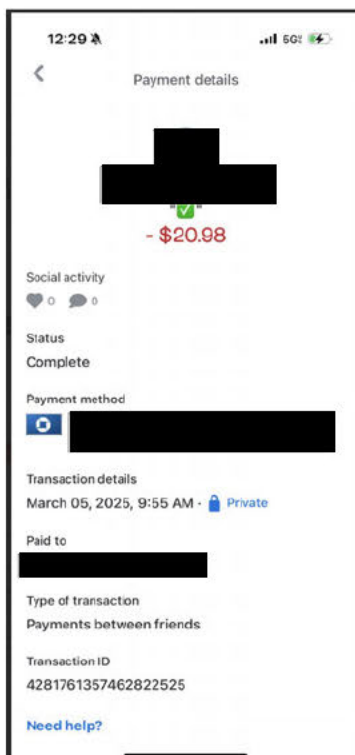 12:29
5G
Payment details
"✅"
- $20.98
Social activity
0 0
Status
Complete
Payment method
Transaction details
March 05, 2025, 9:55 AM · Private
Paid to
Type of transaction
Payments between friends
Transaction ID
4281761357462822525
Need help?